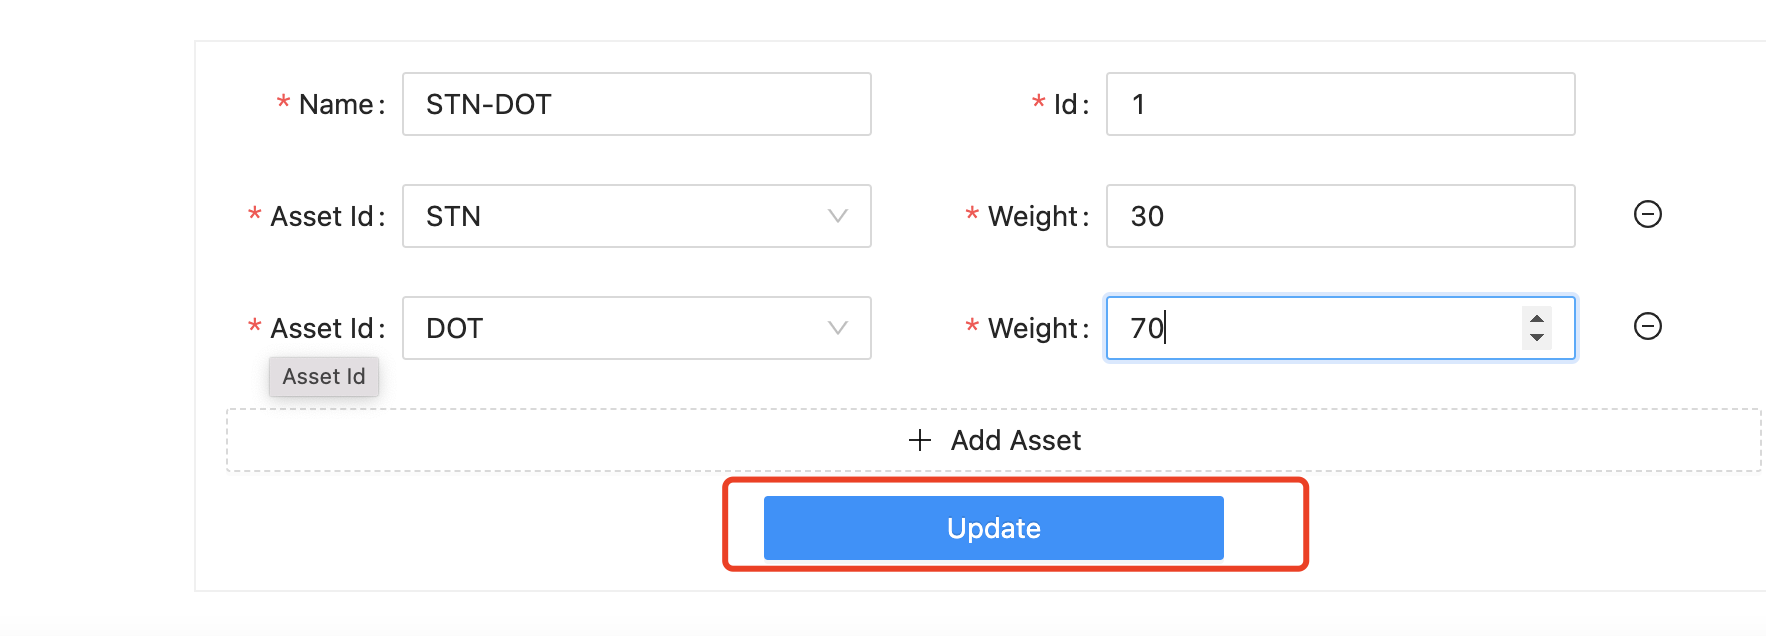 * Name: STN-DOT * Id: 1
* Asset Id: STN * Weight: 30
* Asset Id: DOT * Weight: 70
Asset Id
+ Add Asset
Update